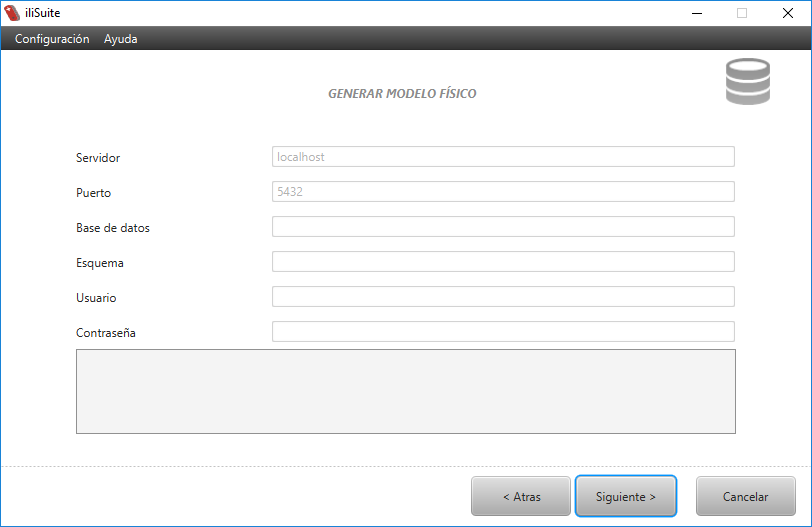 iliSuite
Configuración Ayuda
GENERAR MODELO FÍSICO
Servidor localhost
Puerto 5432
Base de datos
Esquema
Usuario
Contraseña
< Atras Siguiente > Cancelar